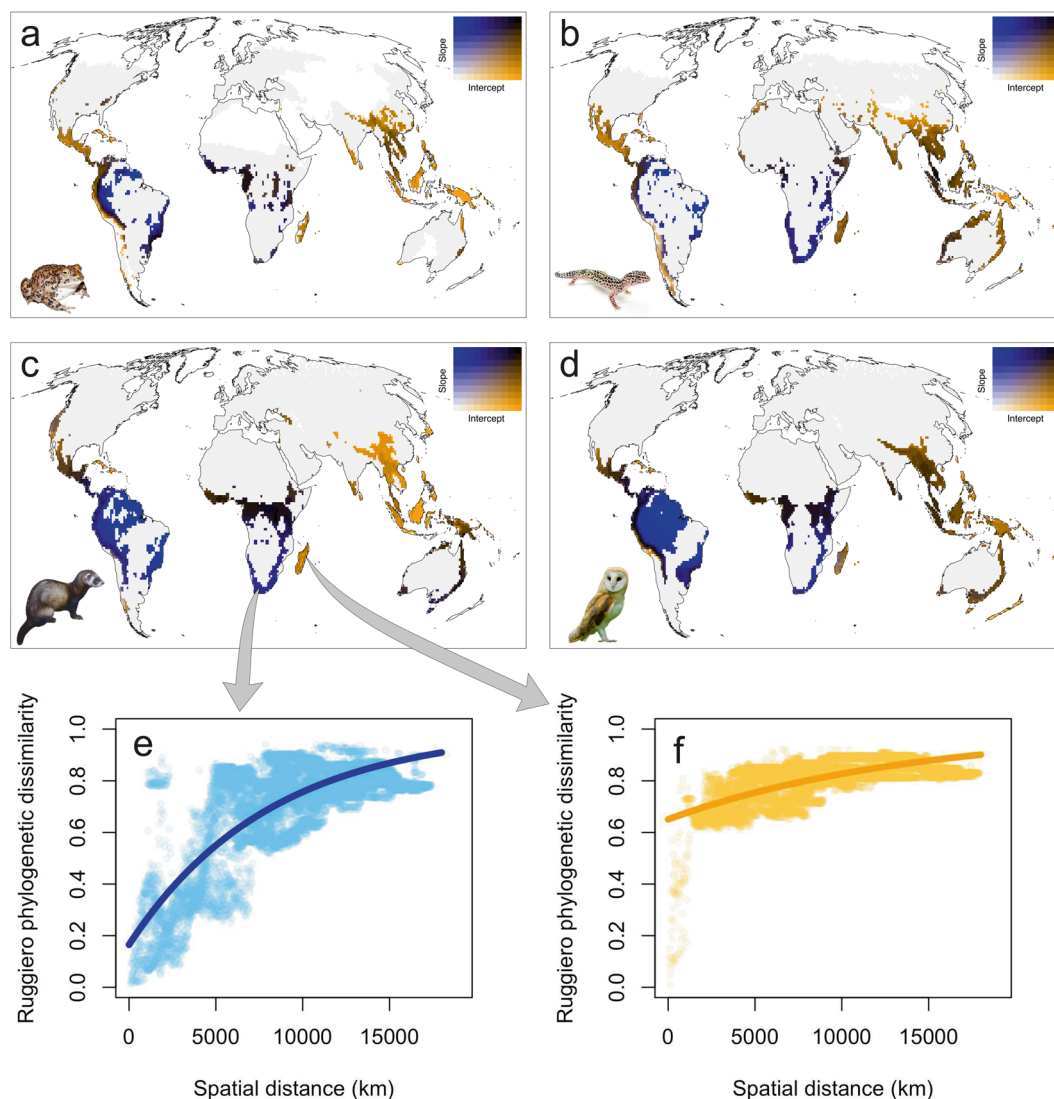 a
Slope
Intercept
b
Slope
Intercept
c
Slope
Intercept
d
Slope
Intercept
e
Ruggiero phylogenetic dissimilarity
1.0
0.8
0.6
0.4
0.2
0.0
0 5000 10000 15000
Spatial distance (km)
f
Ruggiero phylogenetic dissimilarity
1.0
0.8
0.6
0.4
0.2
0.0
0 5000 10000 15000
Spatial distance (km)